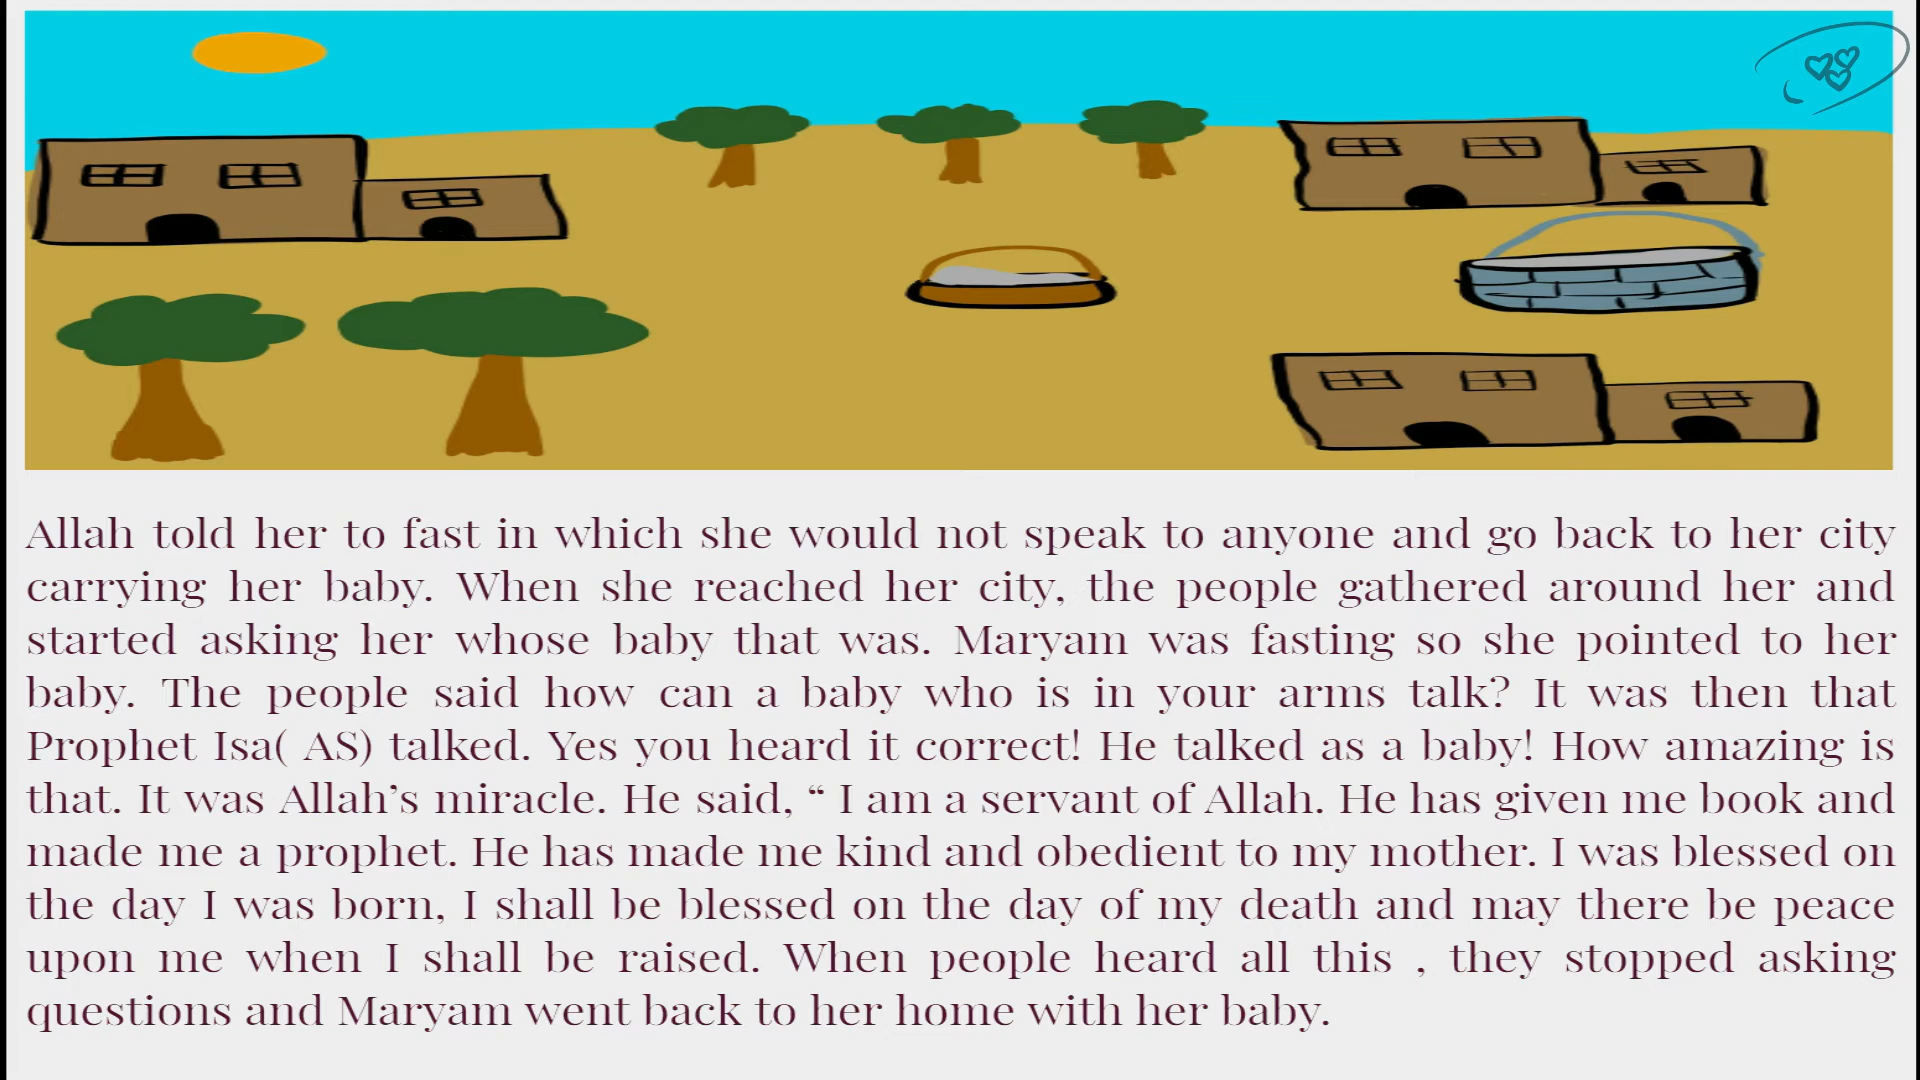 Allah told her to fast in which she would not speak to anyone and go back to her city
carrying her baby. When she reached her city, the people gathered around her and
started asking her whose baby that was. Maryam was fasting so she pointed to her
baby. The people said how can a baby who is in your arms talk? It was then that
Prophet Isa( AS) talked. Yes you heard it correct! He talked as a baby! How amazing is
that. It was Allah’s miracle. He said, “ I am a servant of Allah. He has given me book and
made me a prophet. He has made me kind and obedient to my mother. I was blessed on
the day I was born, I shall be blessed on the day of my death and may there be peace
upon me when I shall be raised. When people heard all this , they stopped asking
questions and Maryam went back to her home with her baby.